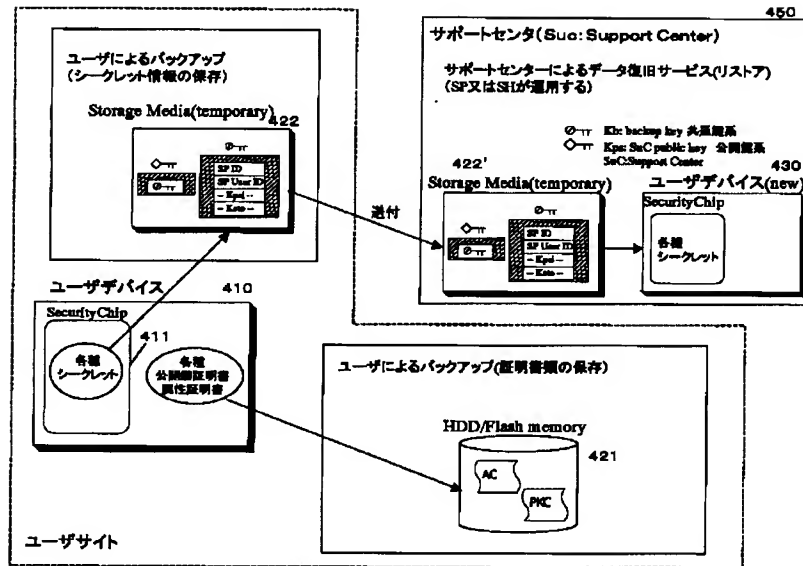 ユーザによるバックアップ
(シークレット情報の保存)
Storage Media(temporary)
422
SP ID
SP User ID
送付
ユーザデバイス
410
SecurityChip
411
各種
シークレット
各種
公開鍵証明書
属性証明書
ユーザサイト
450
サポートセンタ(Suc: Support Center)
サポートセンターによるデータ復旧サービス(リストア)
(SP又はSHが運用する)
Kb: backup key 共通鍵系
Kps: SuC public key 公開鍵系
SuC:Support Center
422'
Storage Media(temporary)
SP ID
SP User ID
430
ユーザデバイス(new)
SecurityChip
各種
シークレット
ユーザによるバックアップ(証明書類の保存)
HDD/Flash memory
421
AC
PKC